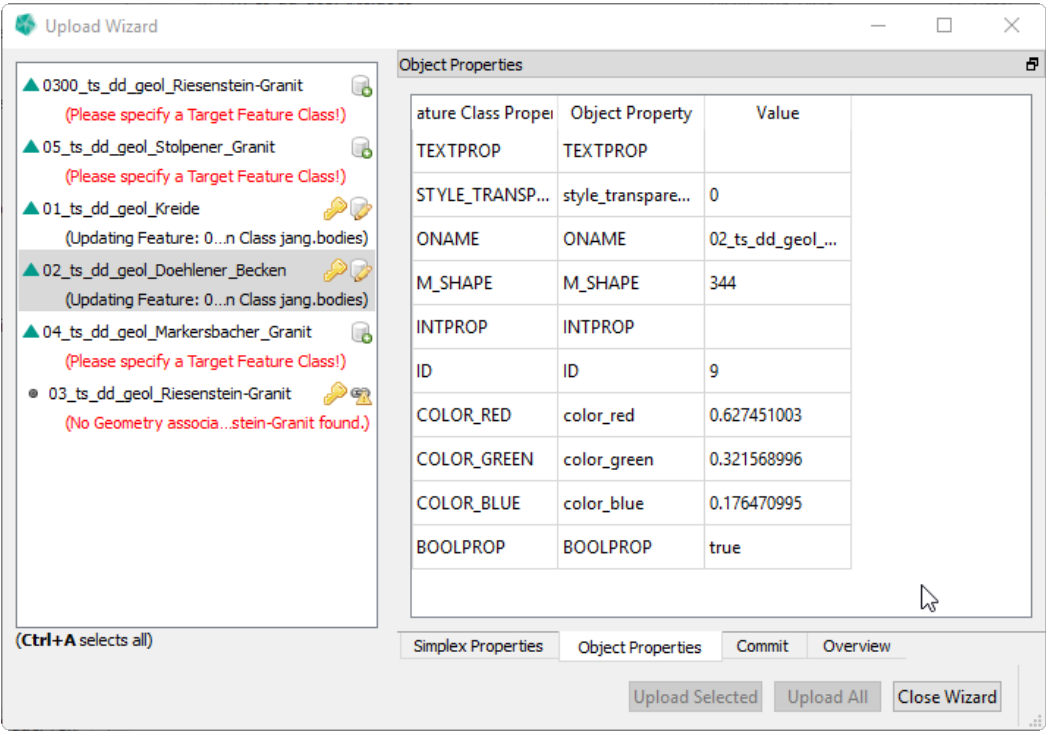 Upload Wizard
Object Properties
0300_ts_dd_geol_Riesenstein-Granit
(Please specify a Target Feature Class!)
05_ts_dd_geol_Stolpener_Granit
(Please specify a Target Feature Class!)
01_ts_dd_geol_Kreide
(Updating Feature: 0...n Class jang.bodies)
02_ts_dd_geol_Doehlener_Becken
(Updating Feature: 0...n Class jang.bodies)
04_ts_dd_geol_Markersbacher_Granit
(Please specify a Target Feature Class!)
03_ts_dd_geol_Riesenstein-Granit
(No Geometry associa...stein-Granit found.)
(Ctrl+A selects all)
ature Class Proper Object Property Value
TEXTPROP TEXTPROP
STYLE_TRANSP... style_transpare... 0
ONAME ONAME 02_ts_dd_geol_...
M_SHAPE M_SHAPE 344
INTPROP INTPROP
ID ID 9
COLOR_RED color_red 0.627451003
COLOR_GREEN color_green 0.321568996
COLOR_BLUE color_blue 0.176470995
BOOLPROP BOOLPROP true
Simplex Properties Object Properties Commit Overview
Upload Selected Upload All Close Wizard